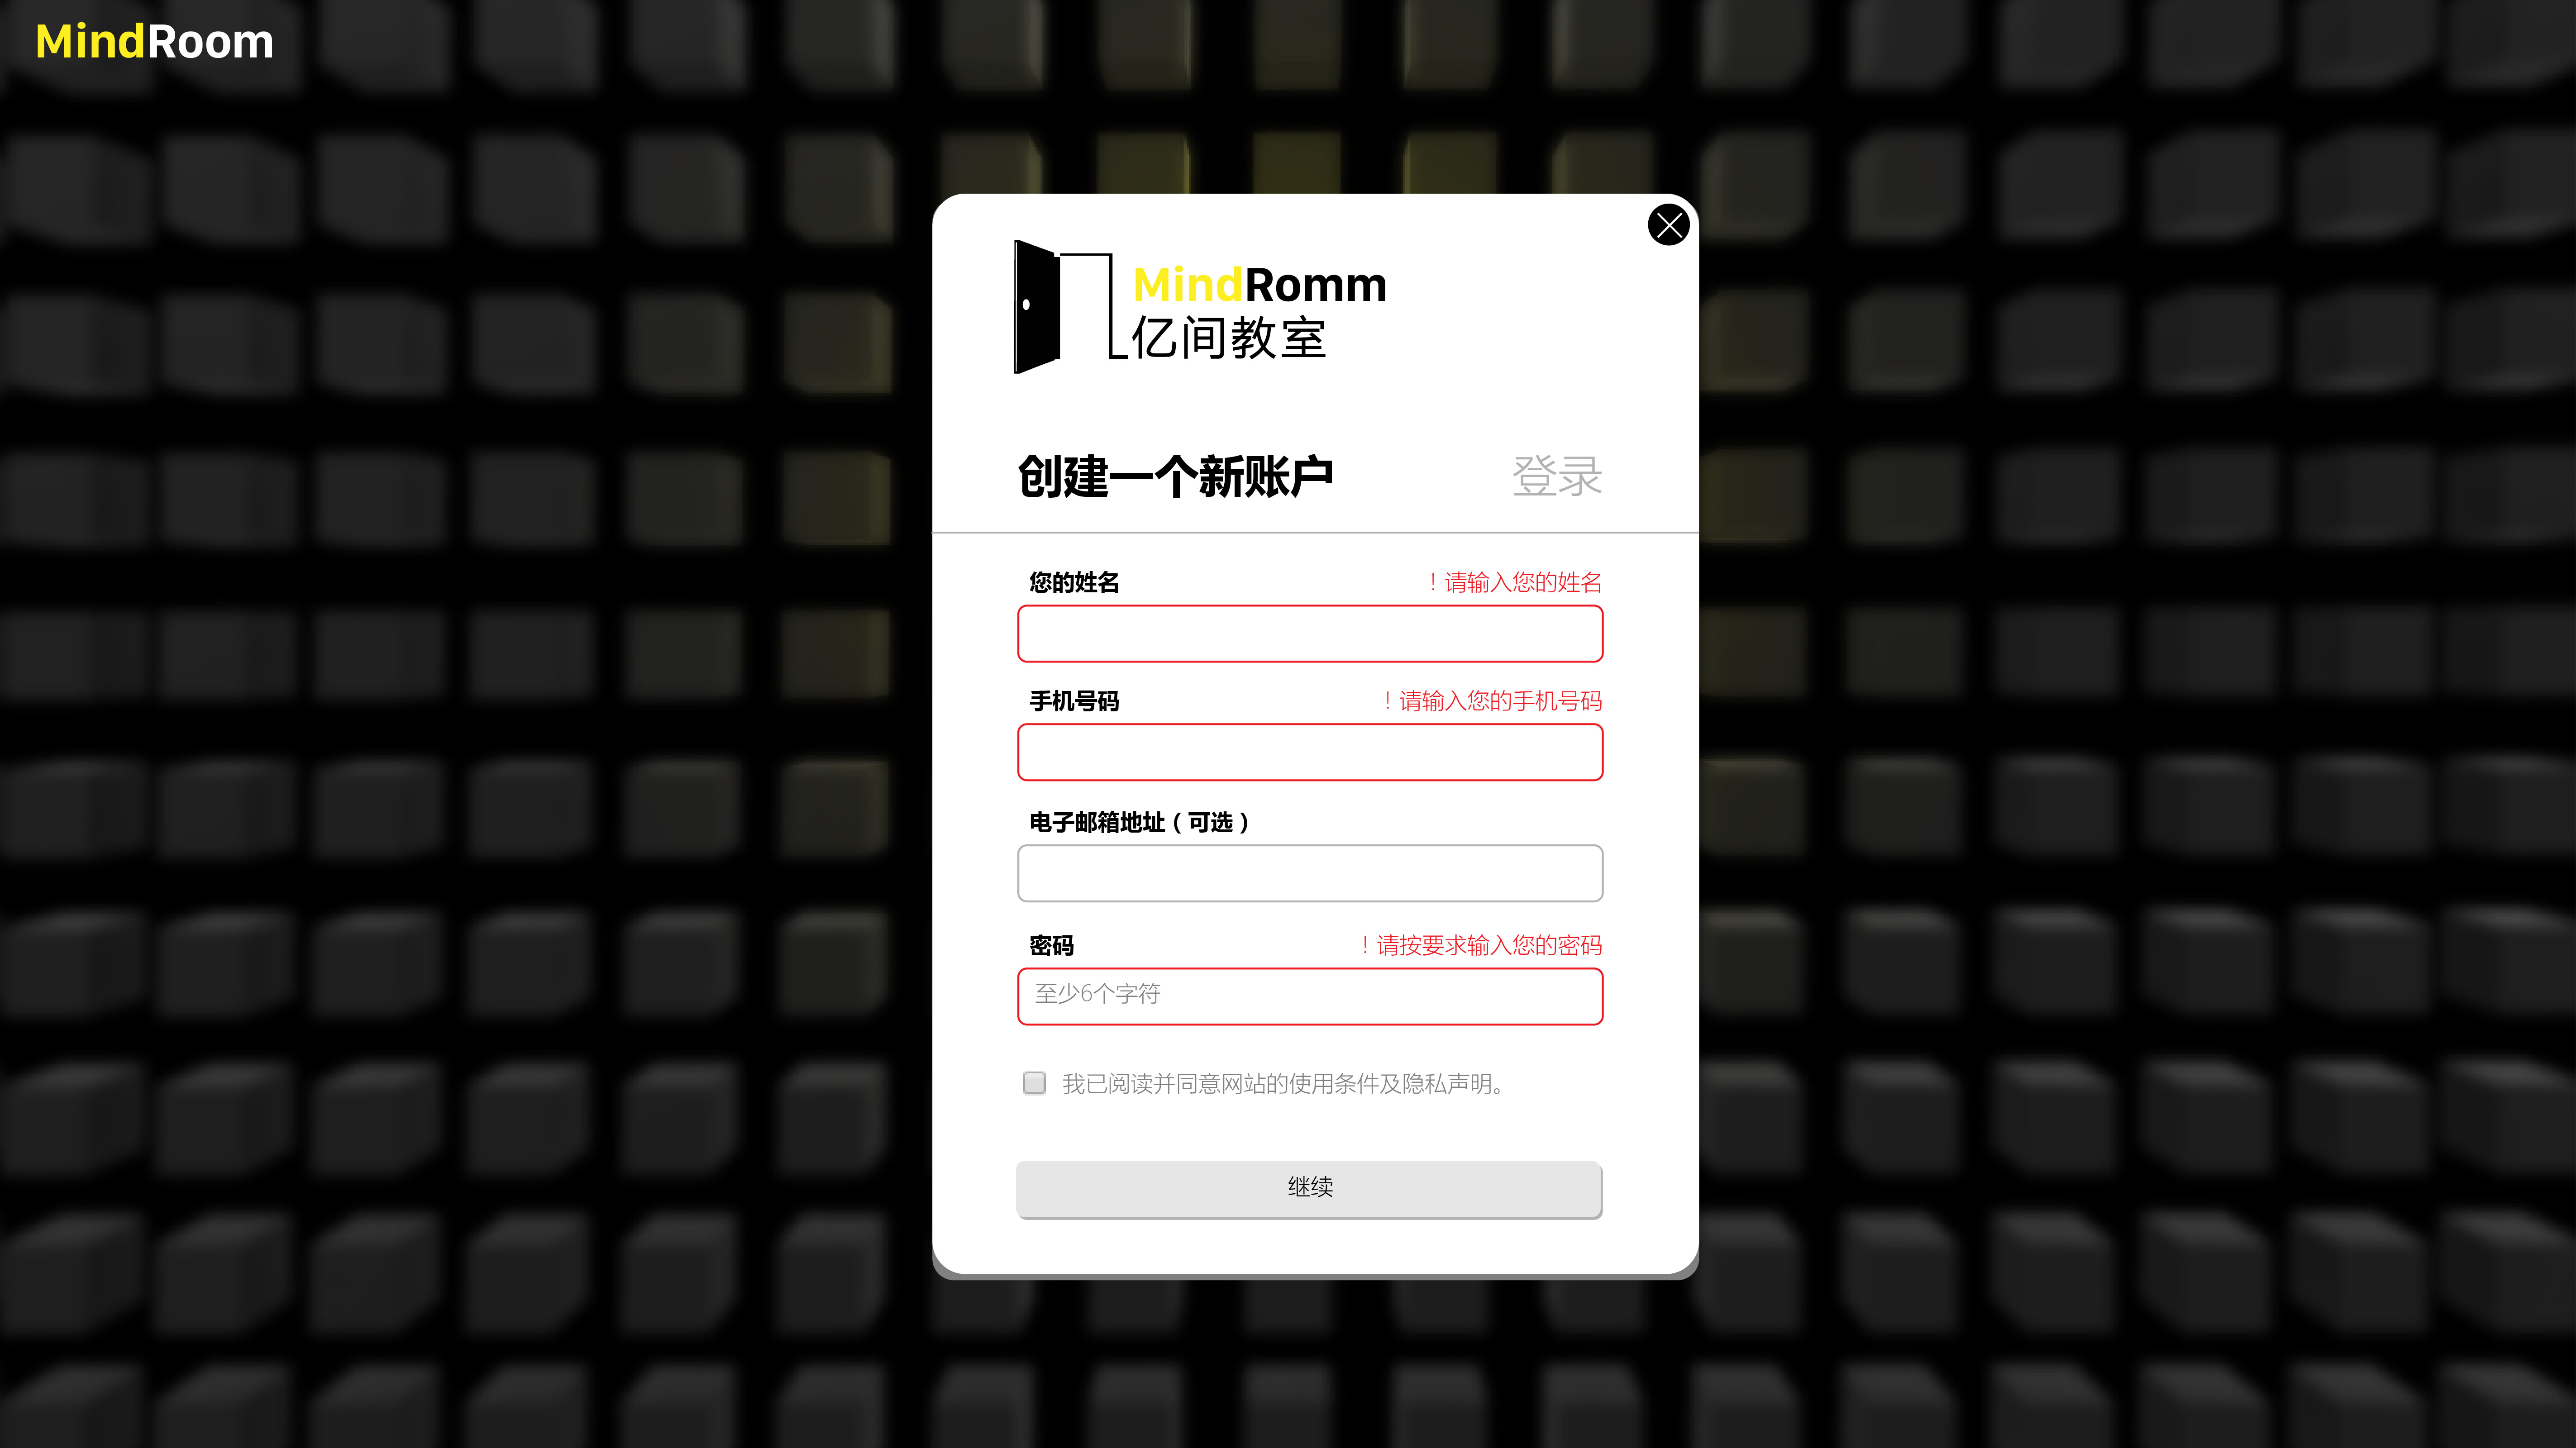 MindRoom
MindRomm
亿间教室
创建一个新账户
登录
您的姓名
！请输入您的姓名
手机号码
！请输入您的手机号码
电子邮箱地址（可选）
密码
！请按要求输入您的密码
至少6个字符
我已阅读并同意网站的使用条件及隐私声明。
继续